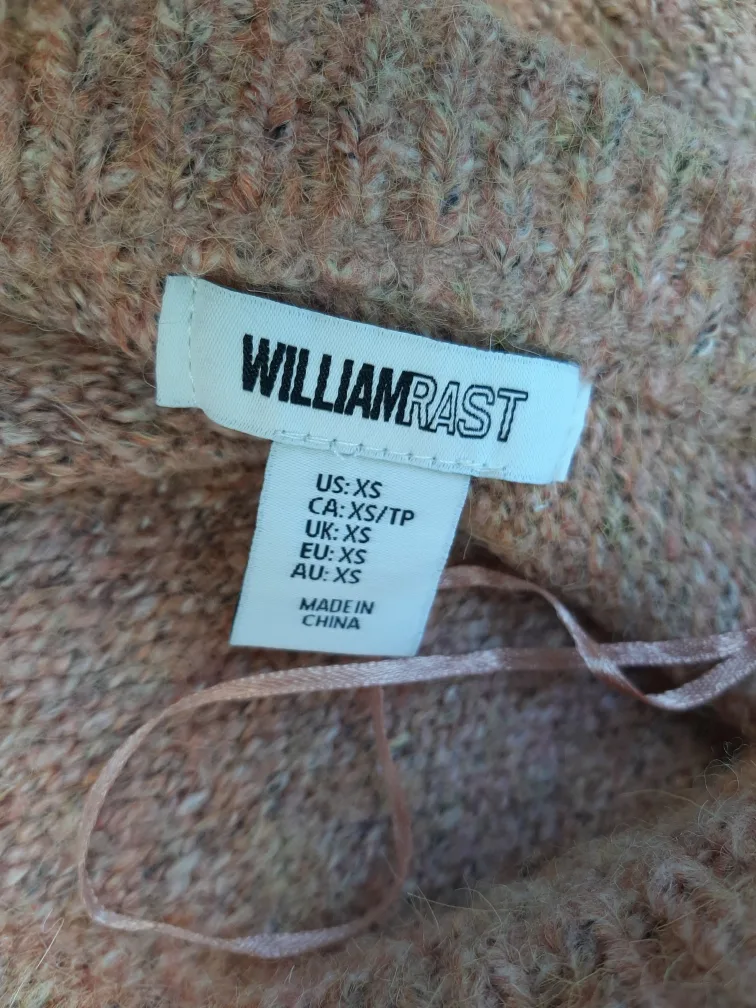 WILLIAMRAST
US: XS
CA: XS/TP
UK: XS
EU: XS
AU: XS
MADE IN
CHINA